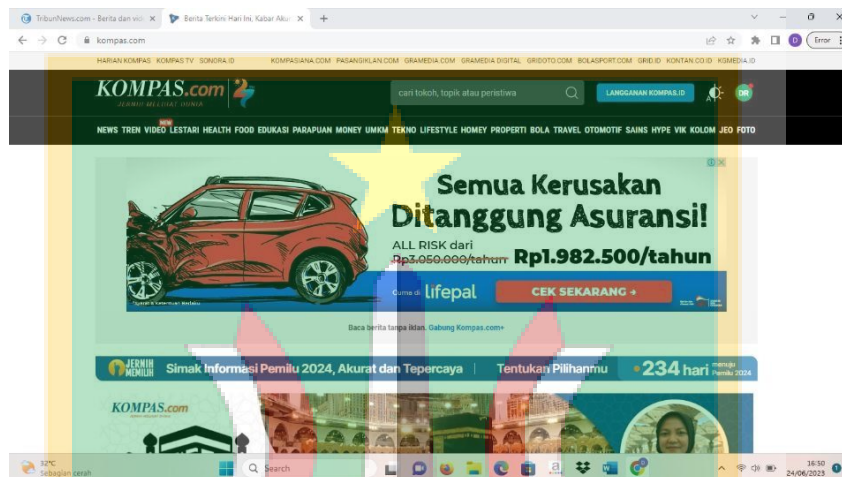 TribunNews.com - Berita dan vid
Berita Terkini Hari Ini, Kabar Akur
kompas.com
Error
HARIAN KOMPAS KOMPAS TV SONORA.ID KOMPASIANA.COM PASANGIKLAN.COM GRAMEDIA.COM GRAMEDIA DIGITAL GRIDOTO.COM BOLASPORT.COM GRID.ID KONTAN.CO.ID KGMEDIA.ID
KOMPAS.com
JERNIH MELIHAT DUNIA
cari tokoh, topik atau peristiwa
LANGGANAN KOMPAS.ID
DR
NEW
NEWS TREN VIDEO LESTARI HEALTH FOOD EDUKASI PARAPUAN MONEY UMKM TEKNO LIFESTYLE HOMEY PROPERTI BOLA TRAVEL OTOMOTIF SAINS HYPE VIK KOLOM JEO FOTO
Semua Kerusakan
Ditanggung Asuransi!
ALL RISK dari
Rp3.050.000/tahun Rp1.982.500/tahun
Cuma di lifepal CEK SEKARANG
Baca berita tanpa iklan. Gabung Kompas.com+
JERNIH
MEMILIH
Simak Informasi Pemilu 2024, Akurat dan Tepercaya | Tentukan Pilihanmu
234 hari menuju
Pemilu 2024
KOMPAS.com
32°C
Sebagian cerah
Search
16:50
24/06/2023